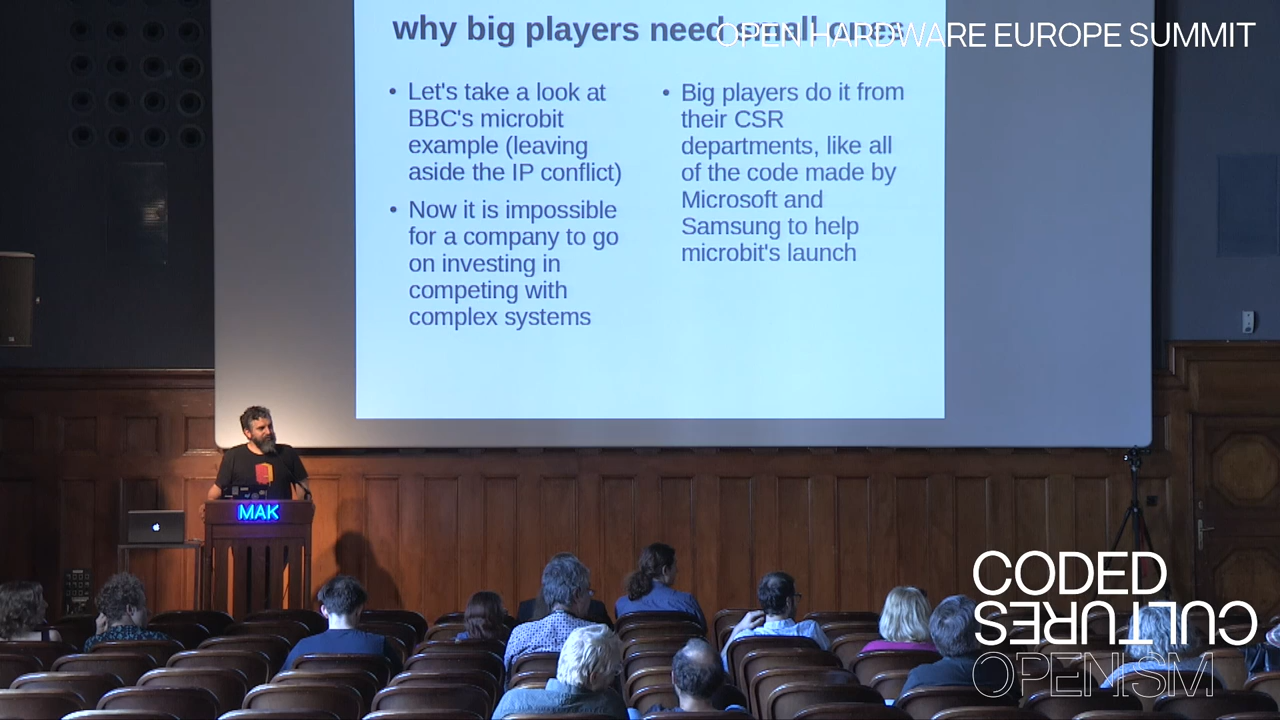 why big players need small ones
OPEN HARDWARE EUROPE SUMMIT
Let's take a look at
BBC's microbit
example (leaving
aside the IP conflict)
Now it is impossible
for a company to go
on investing in
competing with
complex systems
Big players do it from
their CSR
departments, like all
of the code made by
Microsoft and
Samsung to help
microbit's launch
MAK
CODED
CULTURES
OPENISM